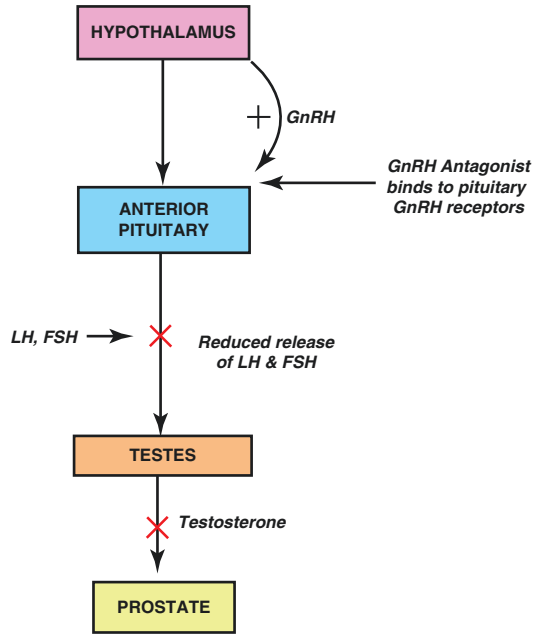 HYPOTHALAMUS
+
GnRH
GnRH Antagonist
binds to pituitary
GnRH receptors
ANTERIOR
PITUITARY
LH, FSH
Reduced release
of LH & FSH
TESTES
Testosterone
PROSTATE